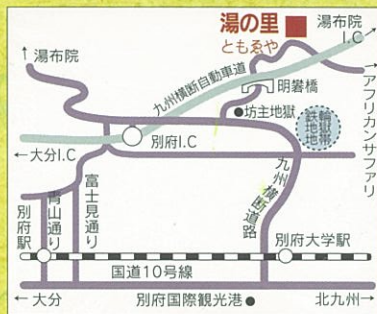 湯の里
ともゑや
湯布院
I.C
↑湯布院
九州横断自動車道
明礬橋
→アフリカンサファリ
●坊主地獄
鉄輪
地獄
地帯
別府I.C
←大分I.C
九州横断道路
富士見通り
青山通り
別府駅
別府大学駅
国道10号線
←大分
別府国際観光港●
北九州→